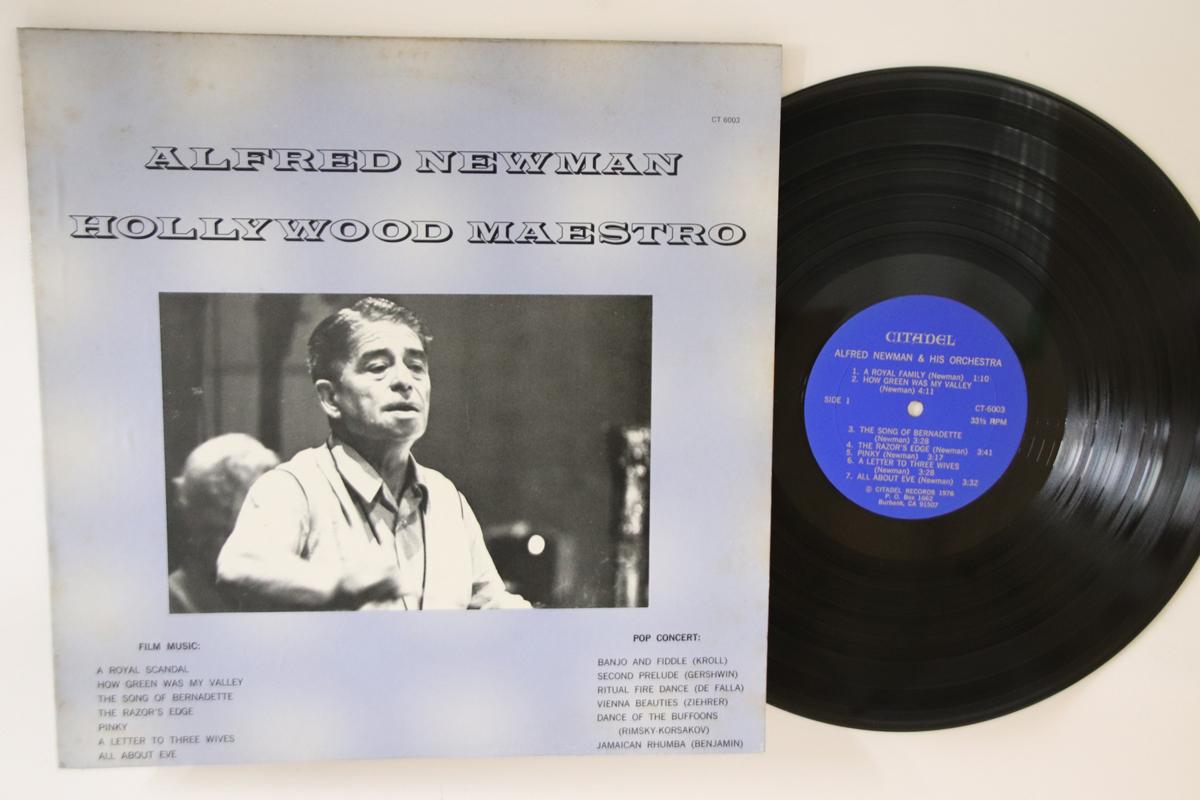 CT 6003
ALFRED NEWMAN
HOLLYWOOD MAESTRO
FILM MUSIC:
A ROYAL SCANDAL
HOW GREEN WAS MY VALLEY
THE SONG OF BERNADETTE
THE RAZOR'S EDGE
PINKY
A LETTER TO THREE WIVES
ALL ABOUT EVE
POP CONCERT:
BANJO AND FIDDLE (KROLL)
SECOND PRELUDE (GERSHWIN)
RITUAL FIRE DANCE (DE FALLA)
VIENNA BEAUTIES (ZIEHRER)
DANCE OF THE BUFFOONS
(RIMSKY-KORSAKOV)
JAMAICAN RHUMBA (BENJAMIN)
CITADEL
ALFRED NEWMAN & HIS ORCHESTRA
1. A ROYAL FAMILY (Newman) 1:10
2. HOW GREEN WAS MY VALLEY
(Newman) 4:11
SIDE 1
CT-6003
33⅓ RPM
3. THE SONG OF BERNADETTE
(Newman) 3:28
4. THE RAZOR'S EDGE (Newman) 3:41
5. PINKY (Newman) 3:17
6. A LETTER TO THREE WIVES
(Newman) 3:28
7. ALL ABOUT EVE (Newman) 3:32
© CITADEL RECORDS 1976
P. O. Box 1662
Burbank, CA 91507